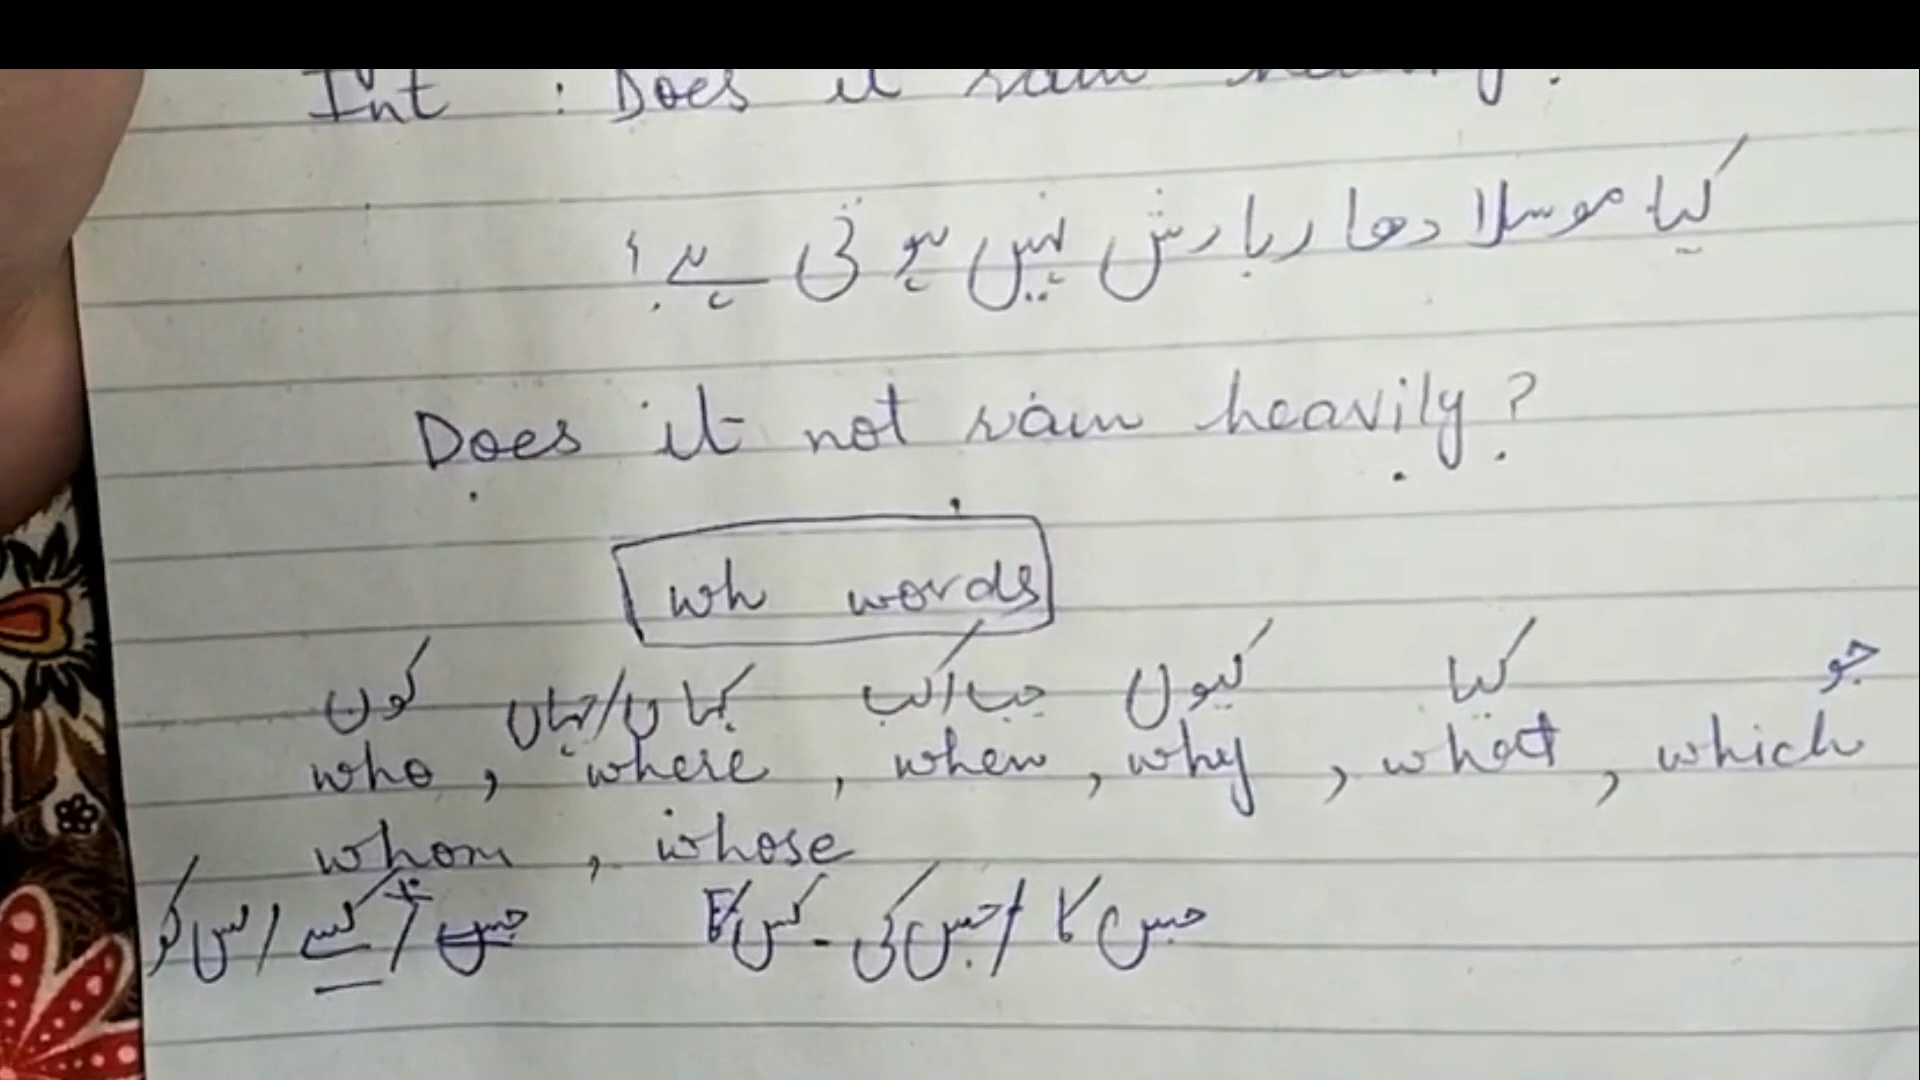 Int : Does it rain heavily?
کیا موسلا دھار بارش نہیں ہوتی ہے؟
Does it not rain heavily?
wh words
کون کہاں/جہاں جب/کب کیوں کیا جو
who, where, when, why, what, which
whom, whose
جس کا / جس کی - کس کا / کسے / کس کو